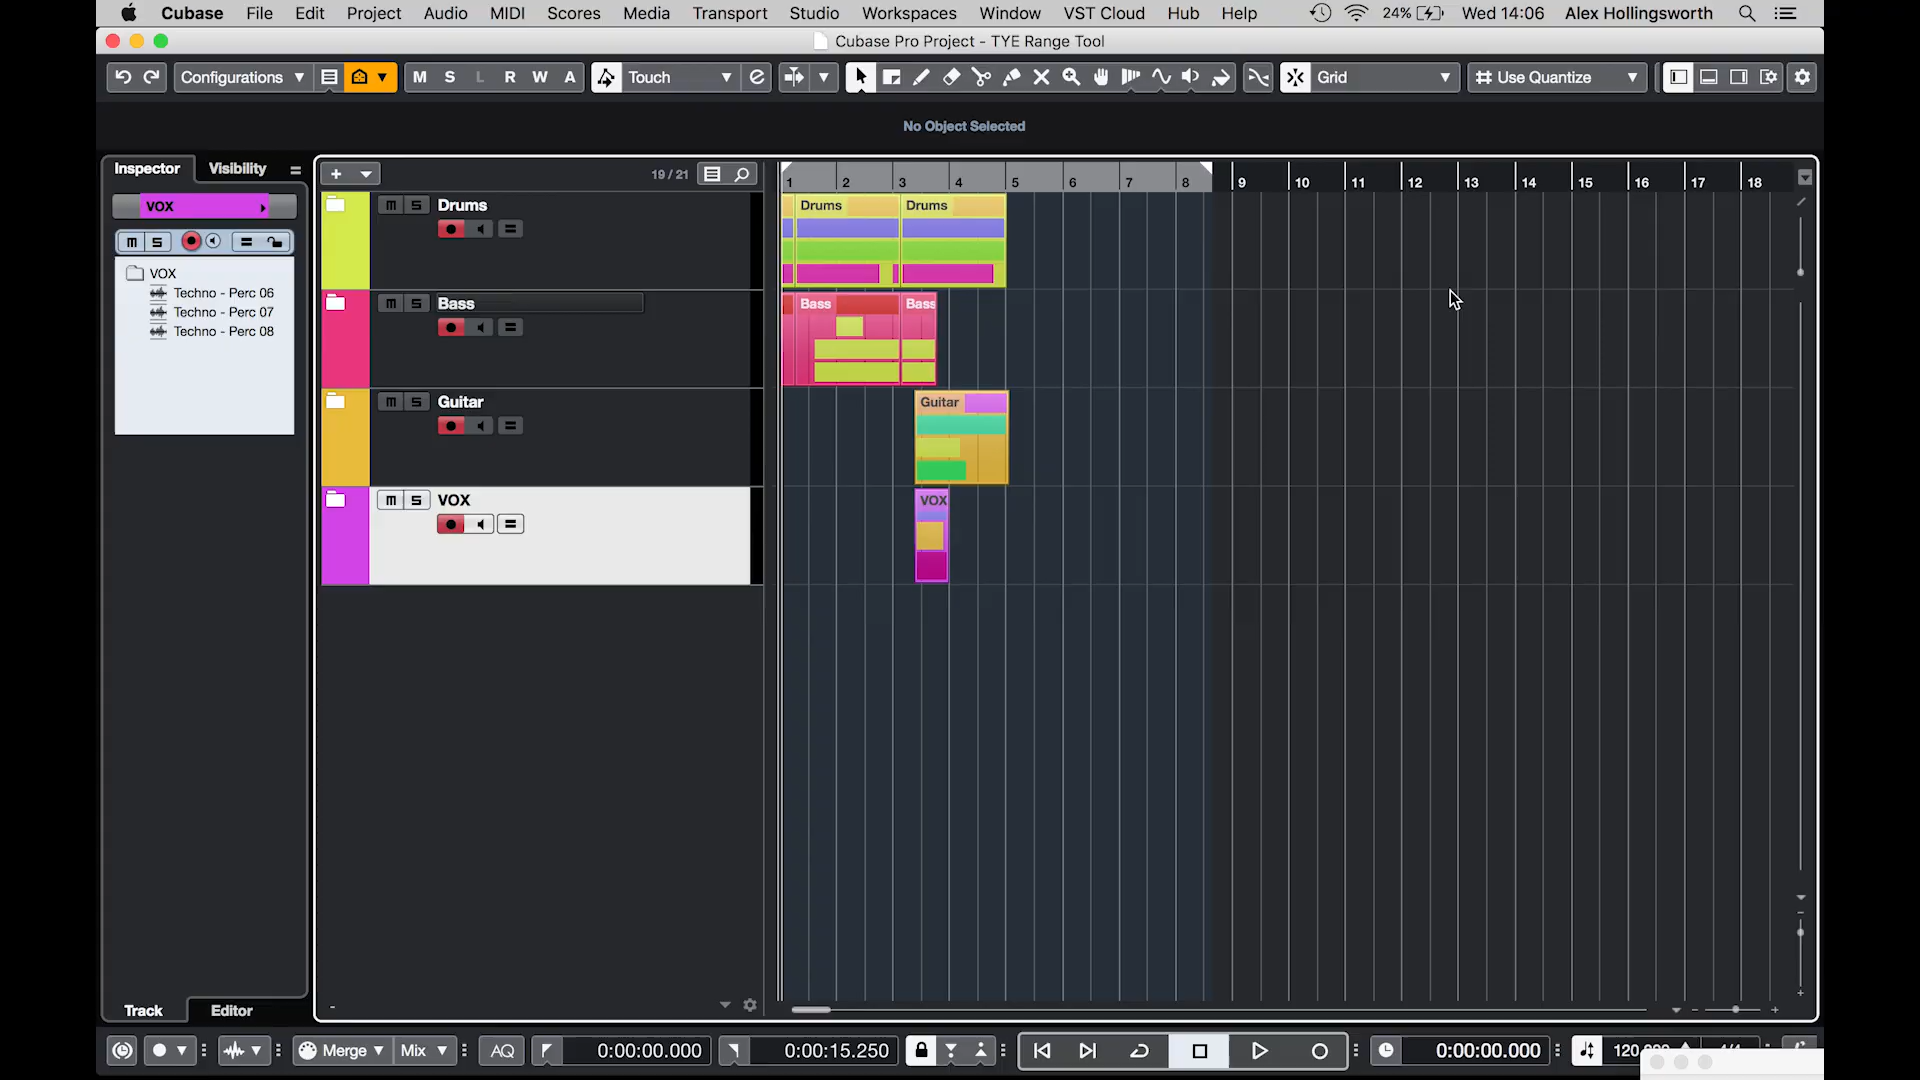 Cubase File Edit Project Audio MIDI Scores Media Transport Studio Workspaces Window VST Cloud Hub Help 24% Wed 14:06 Alex Hollingsworth
Cubase Pro Project - TYE Range Tool
Configurations M S L R W A Touch Grid Use Quantize
No Object Selected
Inspector Visibility
19 / 21
1 2 3 4 5 6 7 8 9 10 11 12 13 14 15 16 17 18
VOX
m S
VOX
Techno - Perc 06
Techno - Perc 07
Techno - Perc 08
m S Drums
Drums Drums
m S Bass
Bass Bass
m S Guitar
Guitar
m S VOX
VOX
Track Editor
Merge Mix AQ 0:00:00.000 0:00:15.250 0:00:00.000